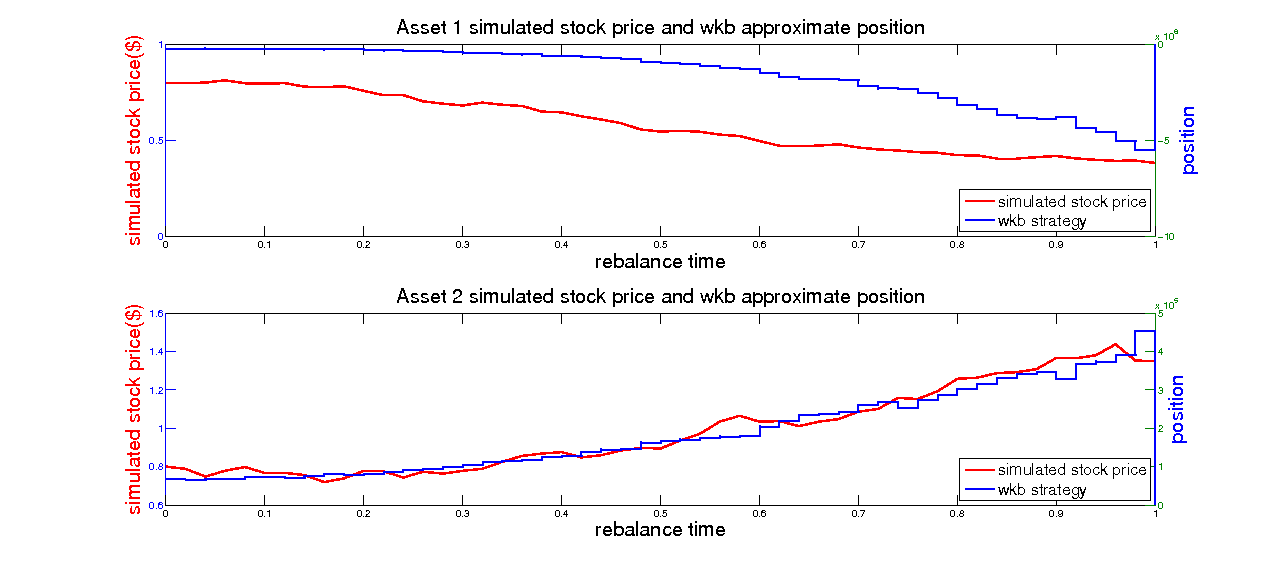 Asset 1 simulated stock price and wkb approximate position
simulated stock price($)
1
0.5
0
0
-5
-10
position
simulated stock price
wkb strategy
0 0.1 0.2 0.3 0.4 0.5 0.6 0.7 0.8 0.9 1
rebalance time
Asset 2 simulated stock price and wkb approximate position
simulated stock price($)
1.6
1.4
1.2
1
0.8
0.6
5
4
3
2
1
0
position
simulated stock price
wkb strategy
0 0.1 0.2 0.3 0.4 0.5 0.6 0.7 0.8 0.9 1
rebalance time